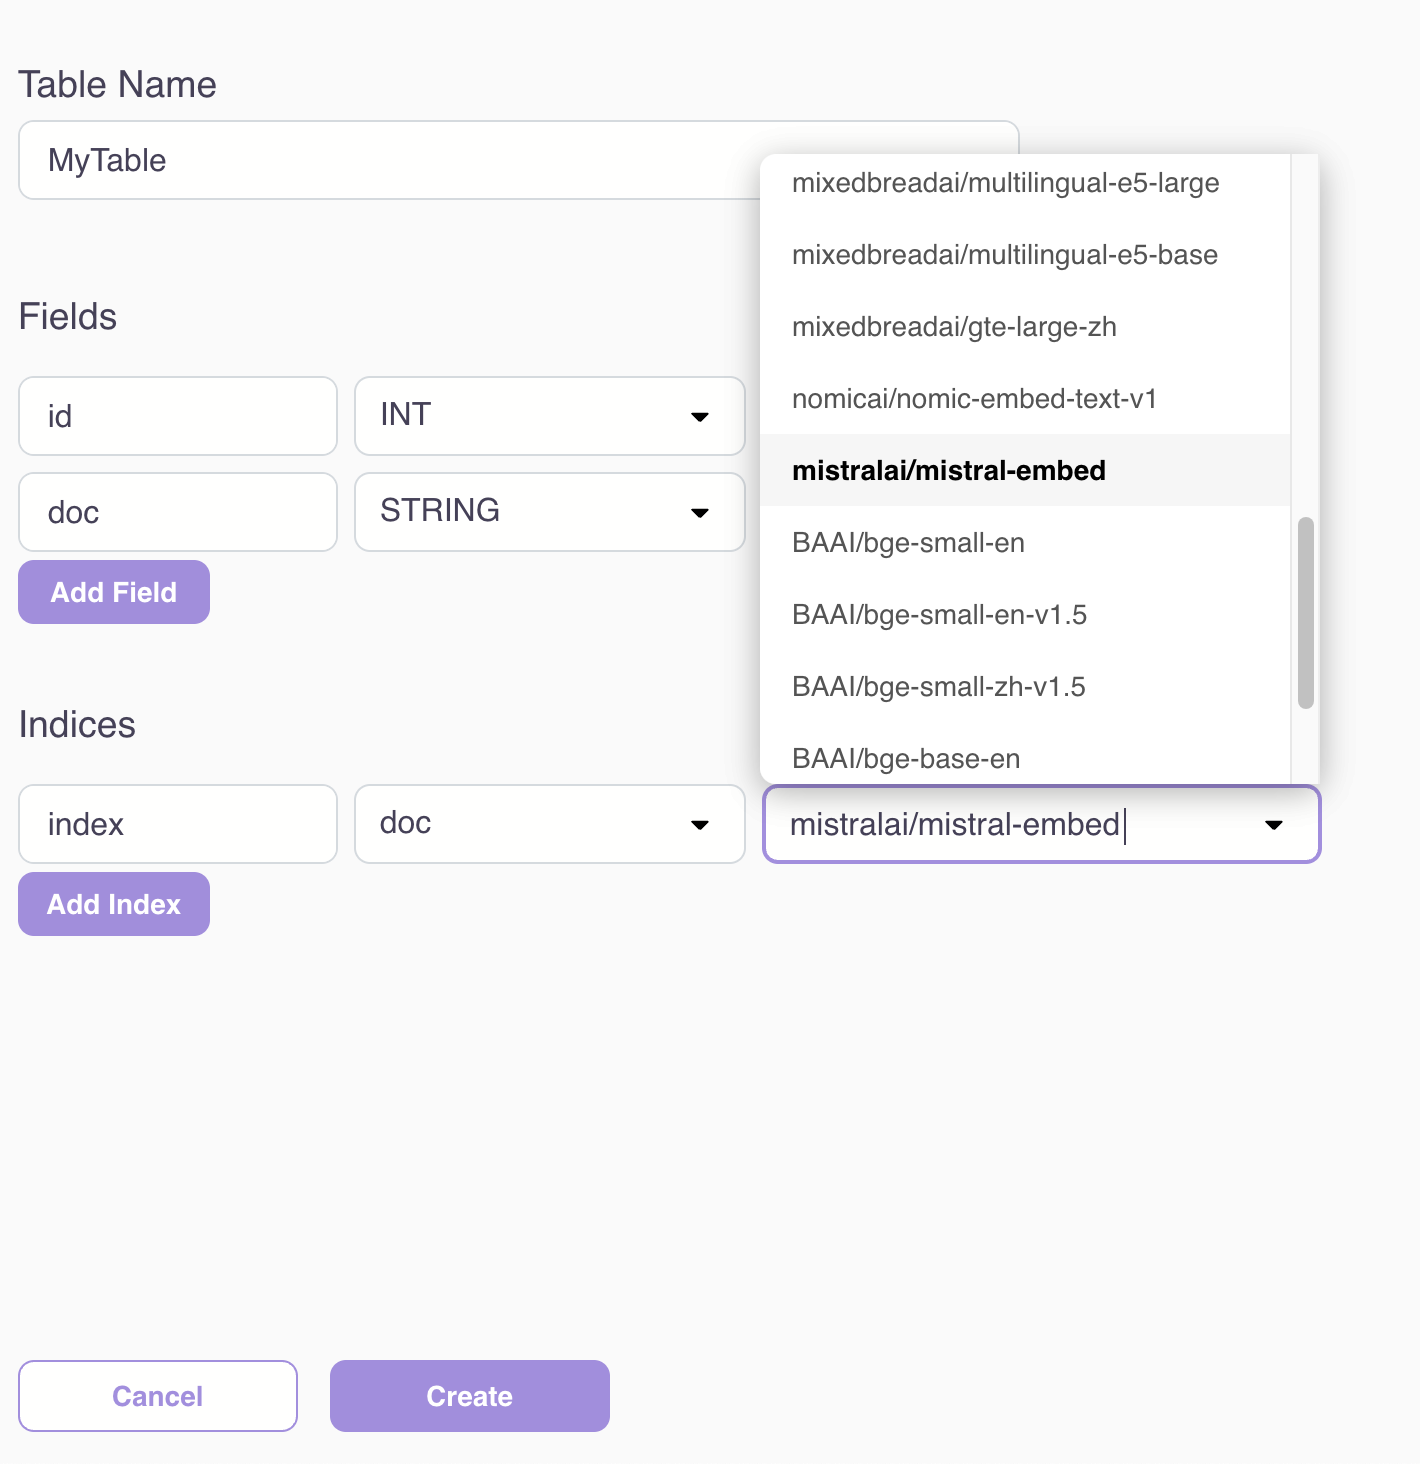 Table Name
MyTable
Fields
id
INT
doc
STRING
Add Field
Indices
index
doc
mistralai/mistral-embed
Add Index
mixedbreadai/multilingual-e5-large
mixedbreadai/multilingual-e5-base
mixedbreadai/gte-large-zh
nomicai/nomic-embed-text-v1
mistralai/mistral-embed
BAAI/bge-small-en
BAAI/bge-small-en-v1.5
BAAI/bge-small-zh-v1.5
BAAI/bge-base-en
Cancel
Create